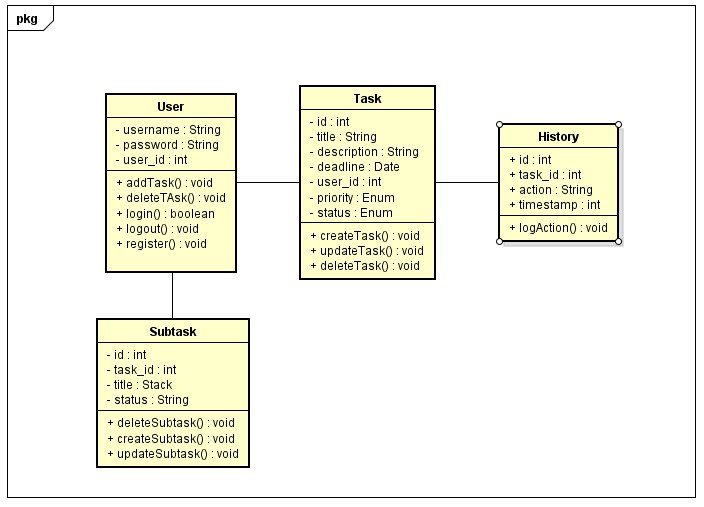 pkg
User
- username : String
- password : String
- user_id : int
+ addTask() : void
+ deleteTAsk() : void
+ login() : boolean
+ logout() : void
+ register() : void
Task
- id : int
- title : String
- description : String
- deadline : Date
- user_id : int
- priority : Enum
- status : Enum
+ createTask() : void
+ updateTask() : void
+ deleteTask() : void
History
+ id : int
+ task_id : int
+ action : String
+ timestamp : int
+ logAction() : void
Subtask
- id : int
- task_id : int
- title : Stack
- status : String
+ deleteSubtask() : void
+ createSubtask() : void
+ updateSubtask() : void